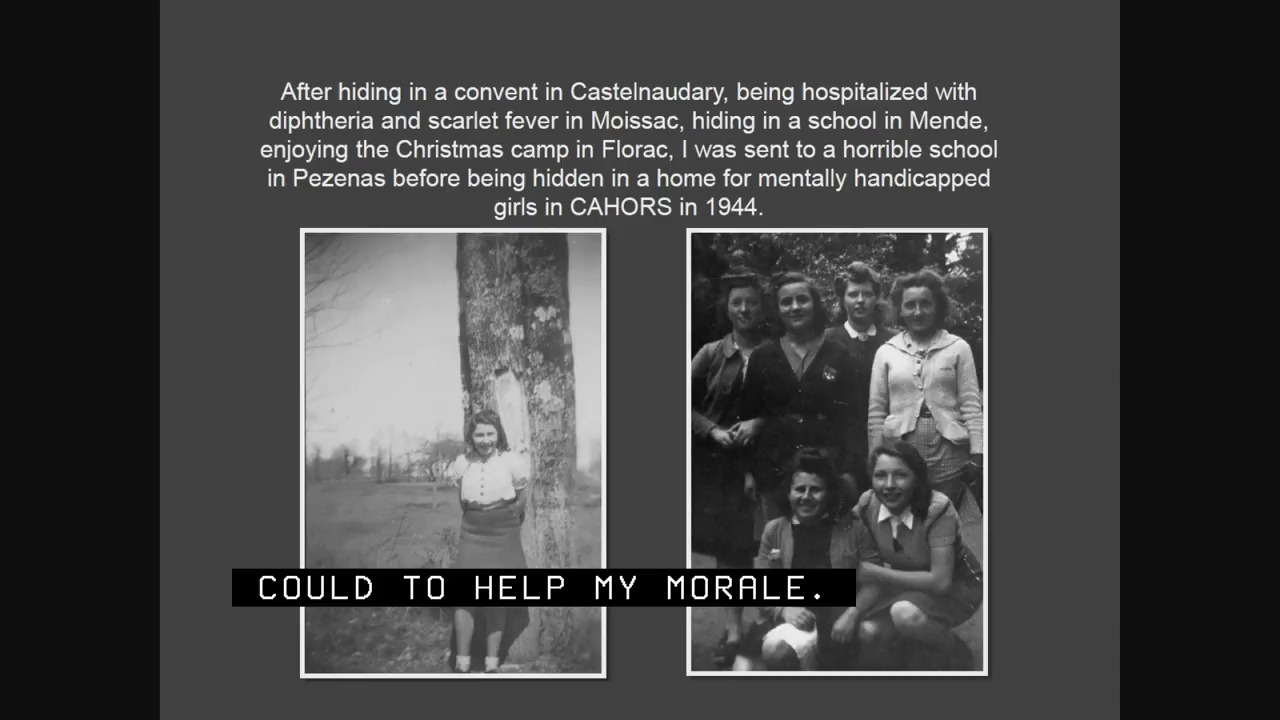 After hiding in a convent in Castelnaudary, being hospitalized with
diphtheria and scarlet fever in Moissac, hiding in a school in Mende,
enjoying the Christmas camp in Florac, I was sent to a horrible school
in Pezenas before being hidden in a home for mentally handicapped
girls in CAHORS in 1944.
COULD TO HELP MY MORALE.